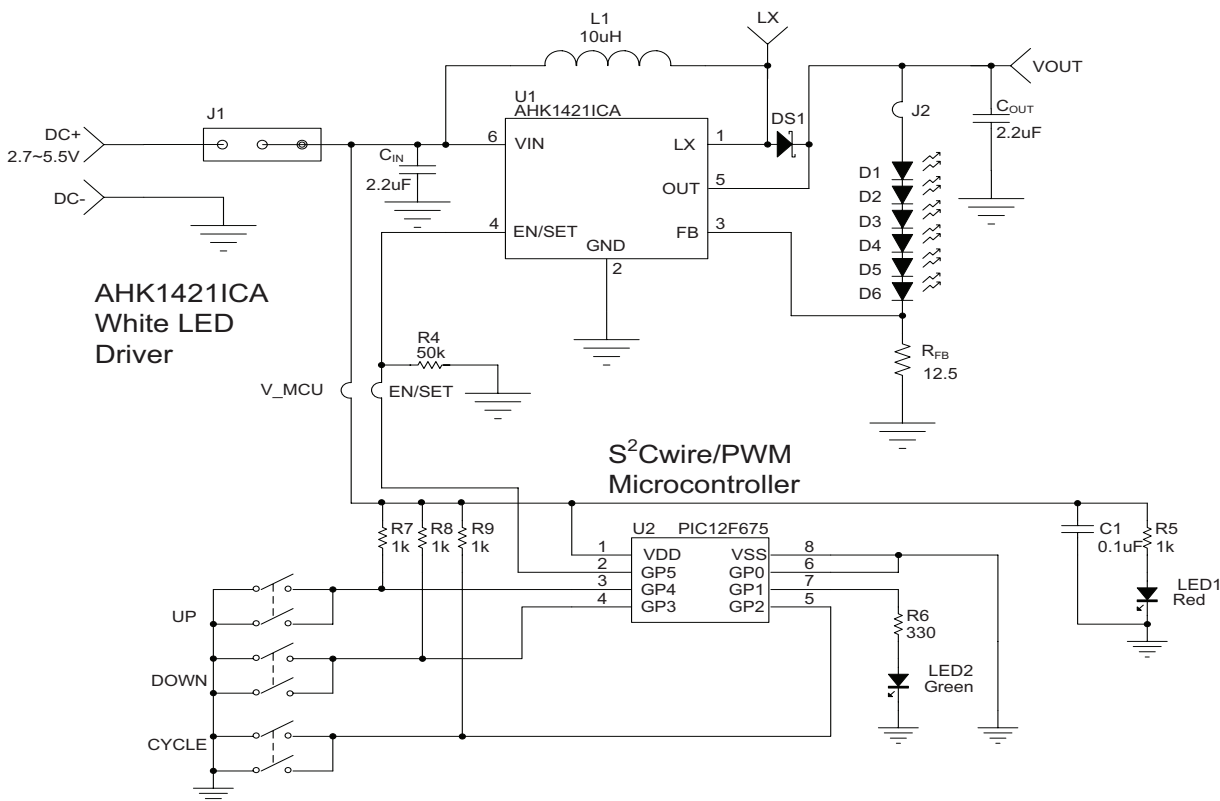 L1
10uH
LX
VOUT
U1
AHK1421ICA
J1
DC+
2.7~5.5V
DC-
CIN
2.2uF
6
VIN
4
EN/SET
GND
2
LX
1
OUT
5
FB
3
DS1
J2
COUT
2.2uF
D1
D2
D3
D4
D5
D6
RFB
12.5
AHK1421ICA
White LED
Driver
R4
50k
V_MCU
EN/SET
S²Cwire/PWM
Microcontroller
R7
1k
R8
1k
R9
1k
U2
PIC12F675
1
VDD
VSS
8
2
GP5
GP0
6
3
GP4
GP1
7
4
GP3
GP2
5
C1
0.1uF
R5
1k
LED1
Red
R6
330
LED2
Green
UP
DOWN
CYCLE